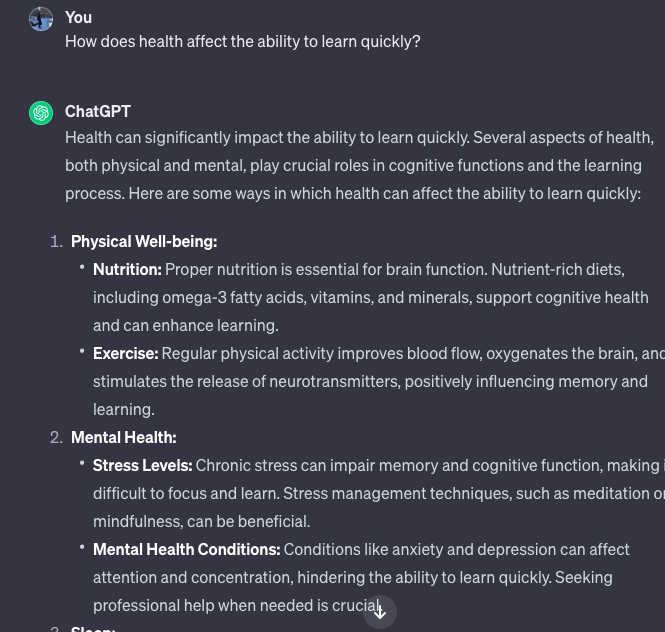 You
How does health affect the ability to learn quickly?
ChatGPT
Health can significantly impact the ability to learn quickly. Several aspects of health,
both physical and mental, play crucial roles in cognitive functions and the learning
process. Here are some ways in which health can affect the ability to learn quickly:
1. Physical Well-being:
• Nutrition: Proper nutrition is essential for brain function. Nutrient-rich diets,
including omega-3 fatty acids, vitamins, and minerals, support cognitive health
and can enhance learning.
• Exercise: Regular physical activity improves blood flow, oxygenates the brain, and
stimulates the release of neurotransmitters, positively influencing memory and
learning.
2. Mental Health:
• Stress Levels: Chronic stress can impair memory and cognitive function, making
difficult to focus and learn. Stress management techniques, such as meditation or
mindfulness, can be beneficial.
• Mental Health Conditions: Conditions like anxiety and depression can affect
attention and concentration, hindering the ability to learn quickly. Seeking
professional help when needed is crucial
3. Sleep: